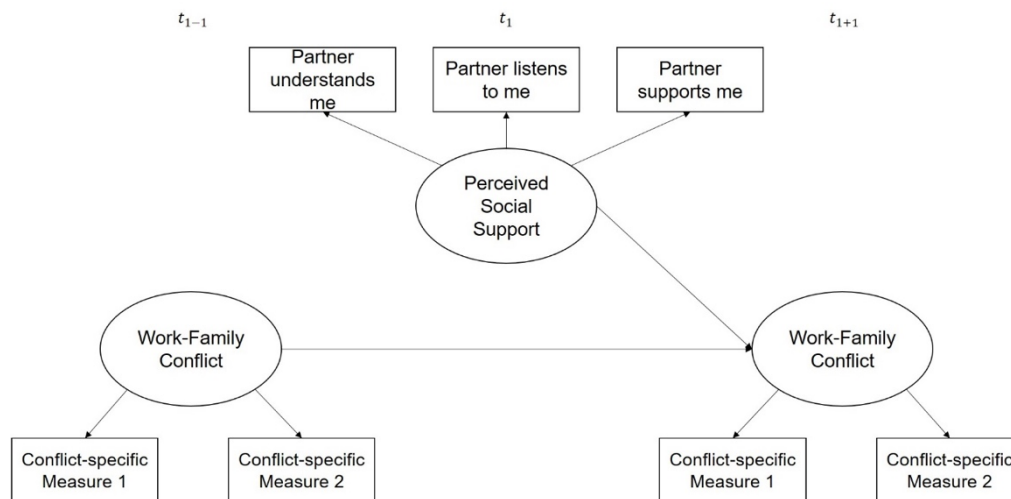 t₁₋₁
t₁
t₁₊₁
Partner
understands
me
Partner listens
to me
Partner
supports me
Perceived
Social
Support
Work-Family
Conflict
Work-Family
Conflict
Conflict-specific
Measure 1
Conflict-specific
Measure 2
Conflict-specific
Measure 1
Conflict-specific
Measure 2